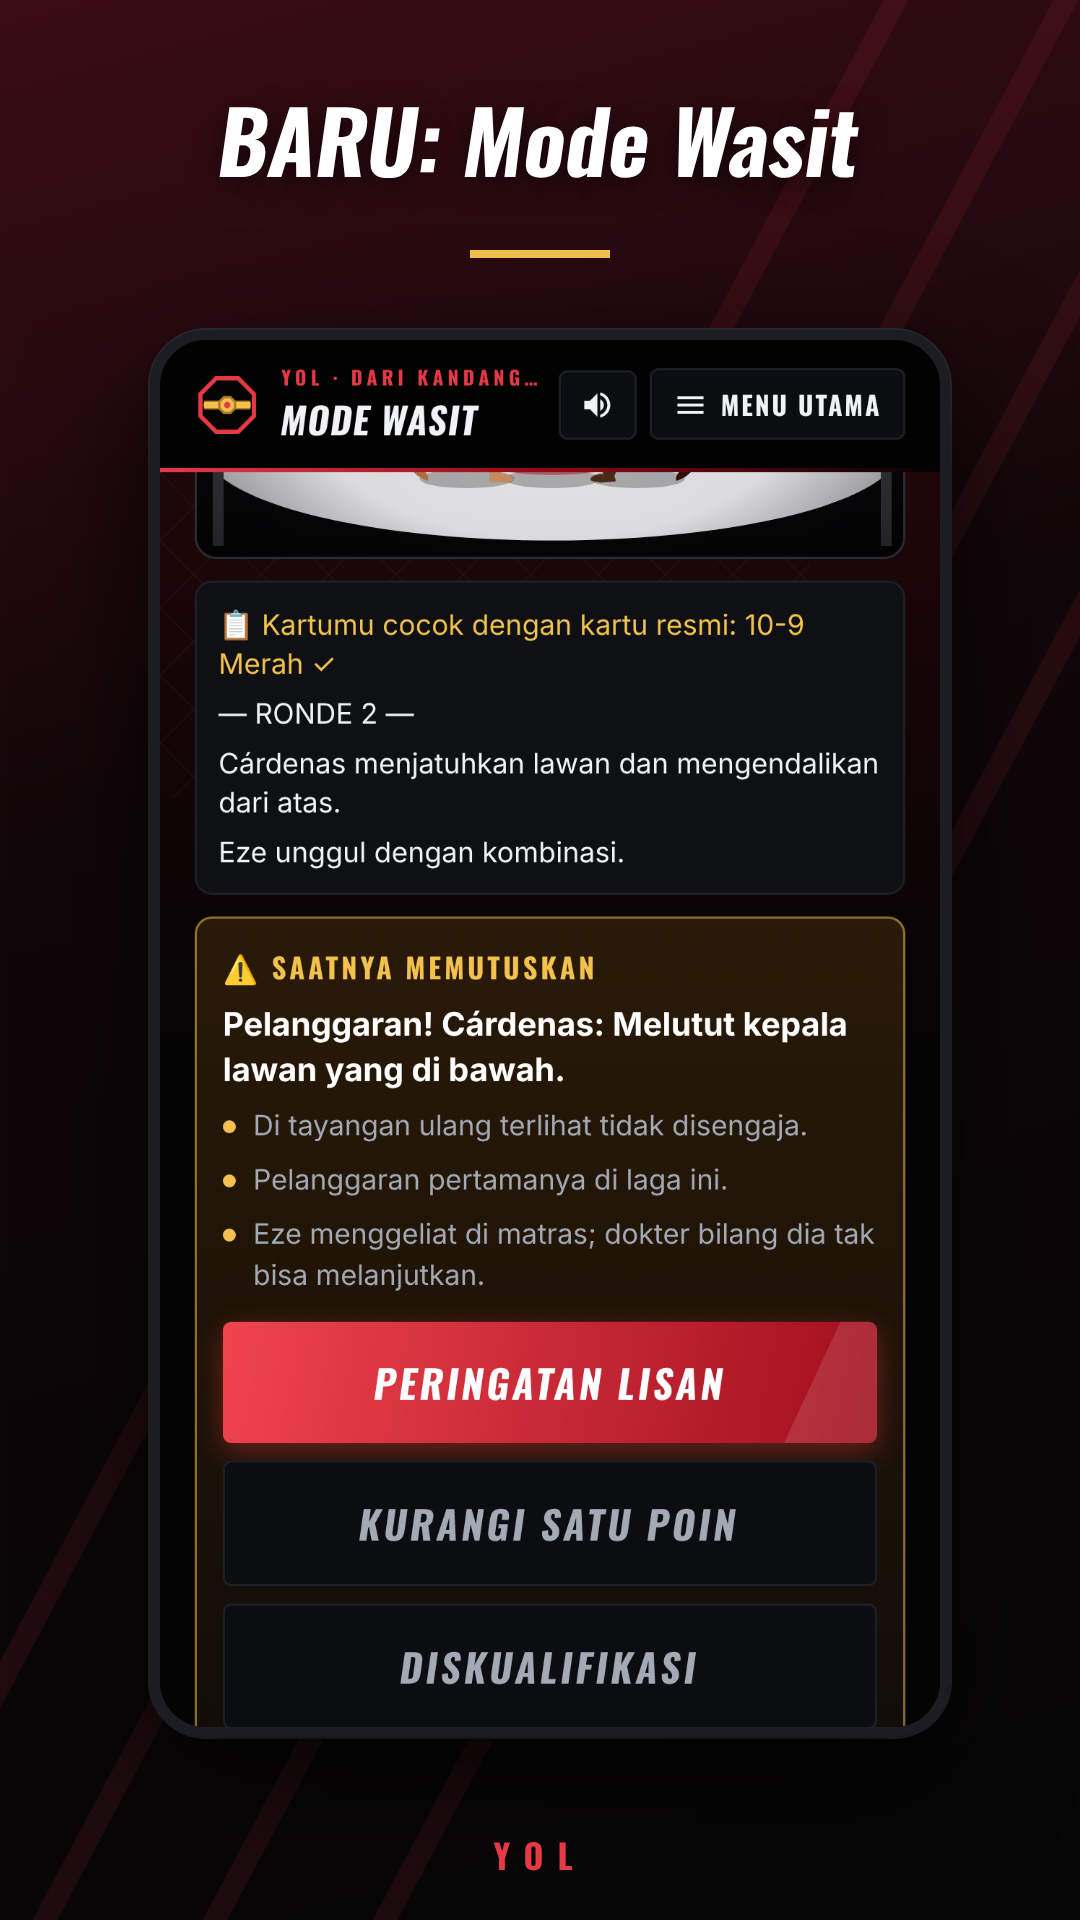 BARU: Mode Wasit
YOL · DARI KANDANG…
MODE WASIT
MENU UTAMA
📋 Kartumu cocok dengan kartu resmi: 10-9
Merah ✓
— RONDE 2 —
Cárdenas menjatuhkan lawan dan mengendalikan
dari atas.
Eze unggul dengan kombinasi.
⚠️ SAATNYA MEMUTUSKAN
Pelanggaran! Cárdenas: Melutut kepala
lawan yang di bawah.
Di tayangan ulang terlihat tidak disengaja.
Pelanggaran pertamanya di laga ini.
Eze menggeliat di matras; dokter bilang dia tak
bisa melanjutkan.
PERINGATAN LISAN
KURANGI SATU POIN
DISKUALIFIKASI
YOL